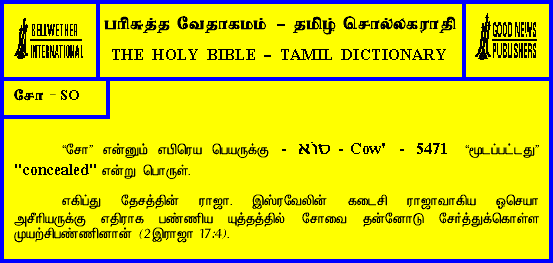 BELLWETHER
INTERNATIONAL
பரிசுத்த வேதாகமம் – தமிழ் சொல்லகராதி
THE HOLY BIBLE – TAMIL DICTIONARY
GOOD NEWS
PUBLISHERS
சோ - SO
“சோ” என்னும் எபிரெய பெயருக்கு - סוֹא - Cow' - 5471 “மூடப்பட்டது”
"concealed" என்று பொருள்.
எகிப்து தேசத்தின் ராஜா. இஸ்ரவேலின் கடைசி ராஜாவாகிய ஓசெயா
அசீரியருக்கு எதிராக பண்ணிய யுத்தத்தில் சோவை தன்னோடு சேர்த்துக்கொள்ள
முயற்சிபண்ணினான் (2இராஜா 17:4).